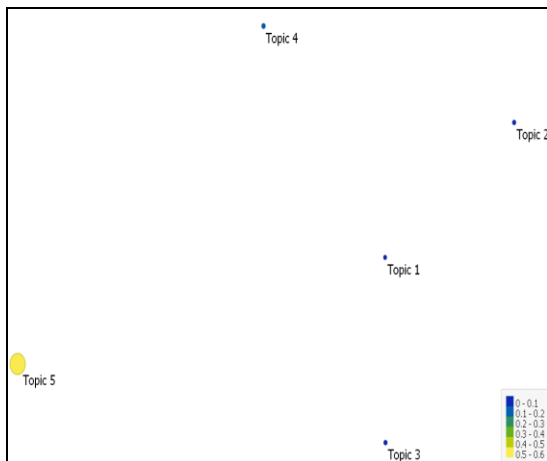 Topic 4
Topic 2
Topic 1
Topic 5
Topic 3
0 - 0.1
0.1 - 0.2
0.2 - 0.3
0.3 - 0.4
0.4 - 0.5
0.5 - 0.6